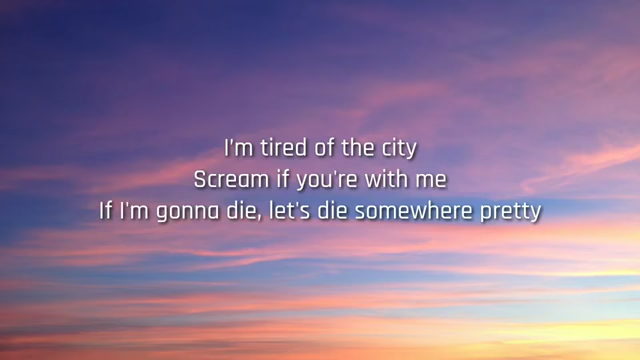 I'm tired of the city
Scream if you're with me
If I'm gonna die, let's die somewhere pretty